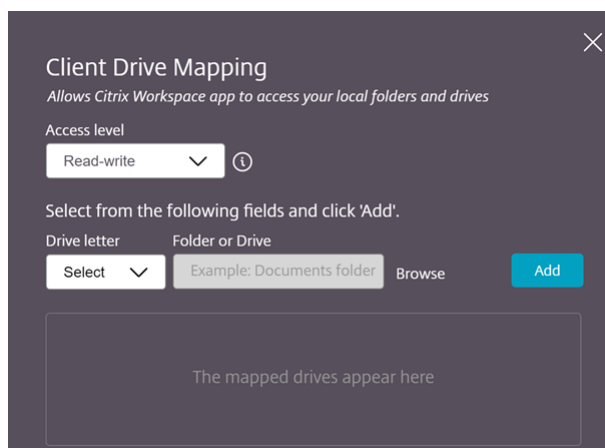 Client Drive Mapping
Allows Citrix Workspace app to access your local folders and drives
Access level
Read-write
Select from the following fields and click 'Add'.
Drive letter Folder or Drive
Select Example: Documents folder Browse Add
The mapped drives appear here